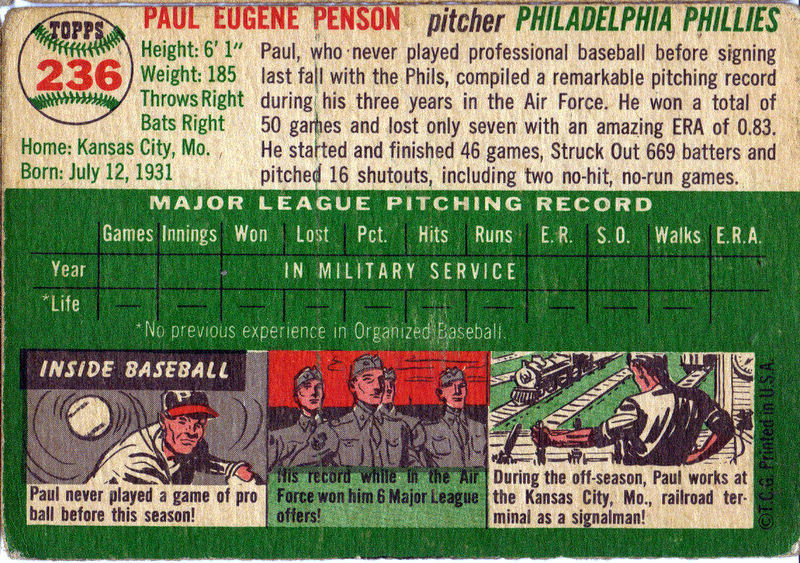 TOPPS
236
PAUL EUGENE PENSON pitcher PHILADELPHIA PHILLIES
Height: 6' 1"
Weight: 185
Throws Right
Bats Right
Home: Kansas City, Mo.
Born: July 12, 1931
Paul, who never played professional baseball before signing
last fall with the Phils, compiled a remarkable pitching record
during his three years in the Air Force. He won a total of
50 games and lost only seven with an amazing ERA of 0.83.
He started and finished 46 games, Struck Out 669 batters and
pitched 16 shutouts, including two no-hit, no-run games.
MAJOR LEAGUE PITCHING RECORD
Games Innings Won Lost Pct. Hits Runs E.R. S.O. Walks E.R.A.
Year IN MILITARY SERVICE
*Life — — — — — — — — — — —
*No previous experience in Organized Baseball.
INSIDE BASEBALL
P
Paul never played a game of pro
ball before this season!
His record while in the Air
Force won him 6 Major League
offers!
During the off-season, Paul works at
the Kansas City, Mo., railroad ter-
minal as a signalman!
©T.C.G. Printed in U.S.A.